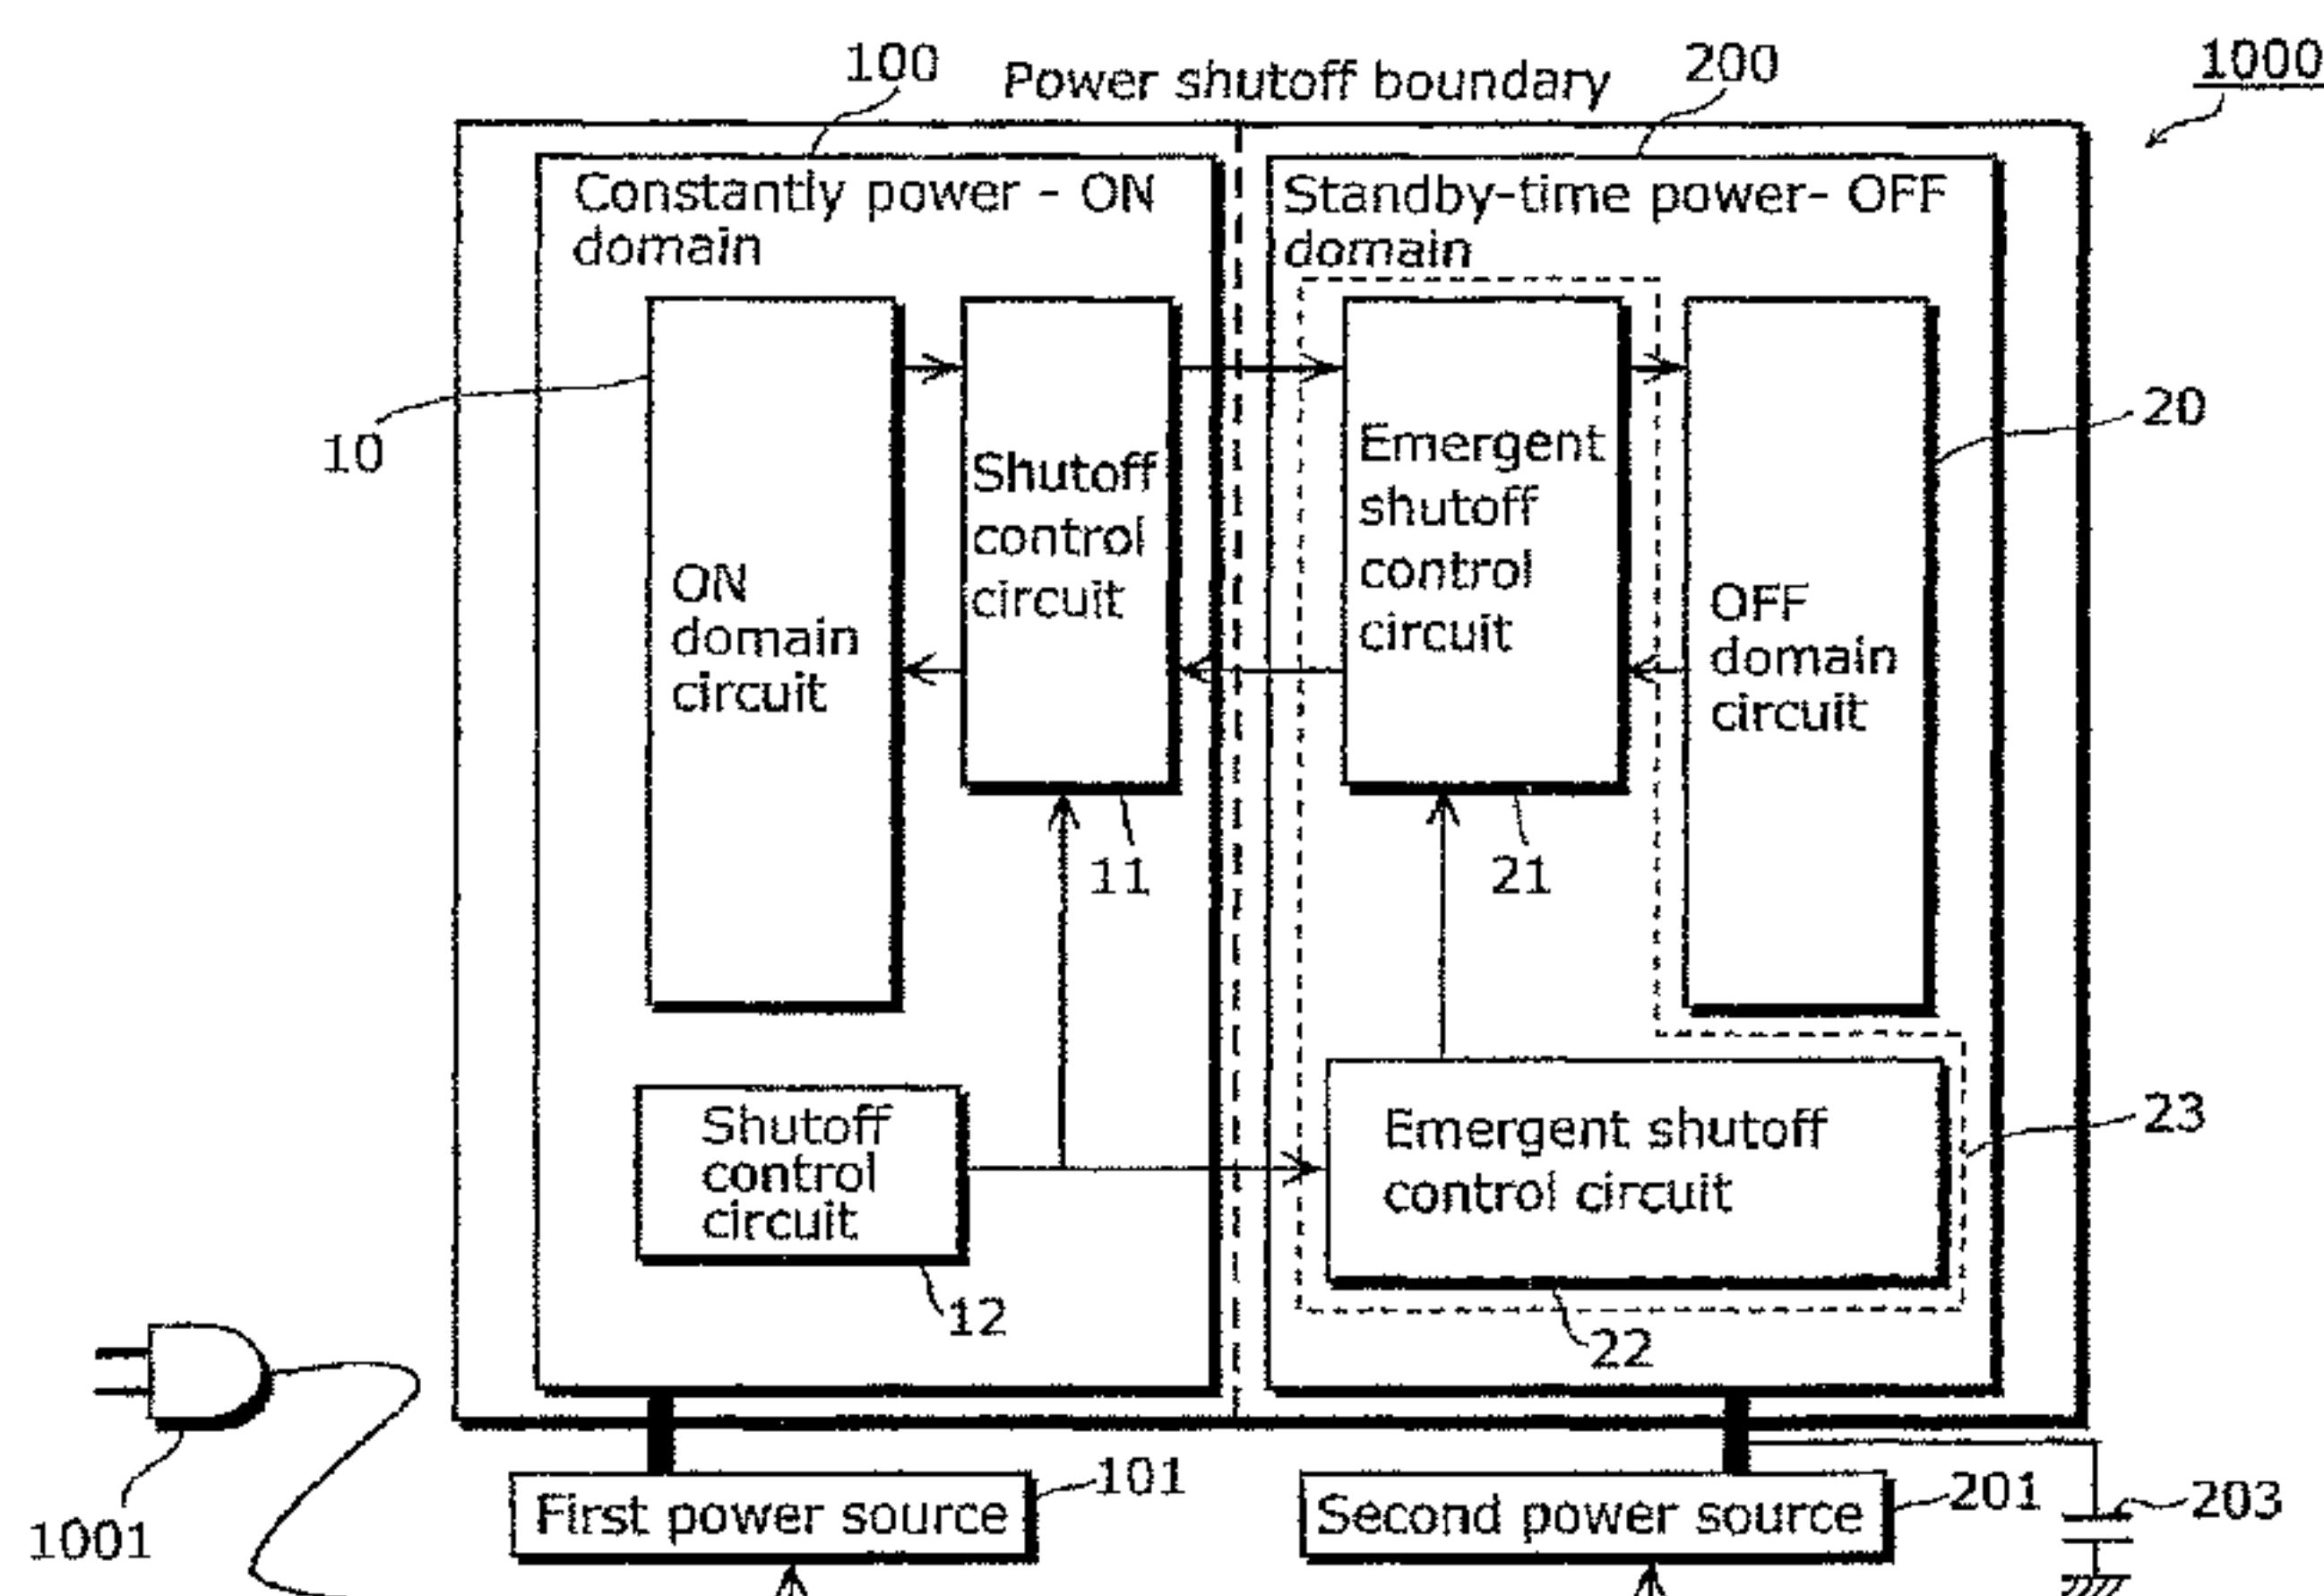 100
Power shutoff boundary
200
1000
Constantly power - ON
domain
Standby-time power- OFF
domain
10
ON
domain
circuit
Shutoff
control
circuit
Emergent
shutoff
control
circuit
OFF
domain
circuit
20
11
21
Shutoff
control
circuit
12
Emergent shutoff
control circuit
23
22
1001
First power source
101
Second power source
201
203